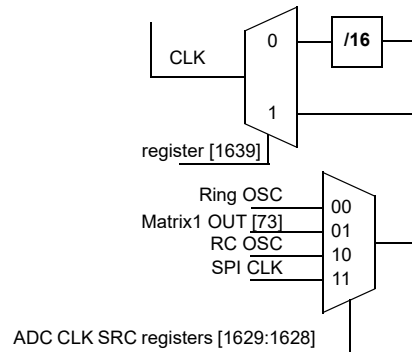 0
/16
CLK
1
register [1639]
Ring OSC
00
Matrix1 OUT [73]
01
RC OSC
10
SPI CLK
11
ADC CLK SRC registers [1629:1628]